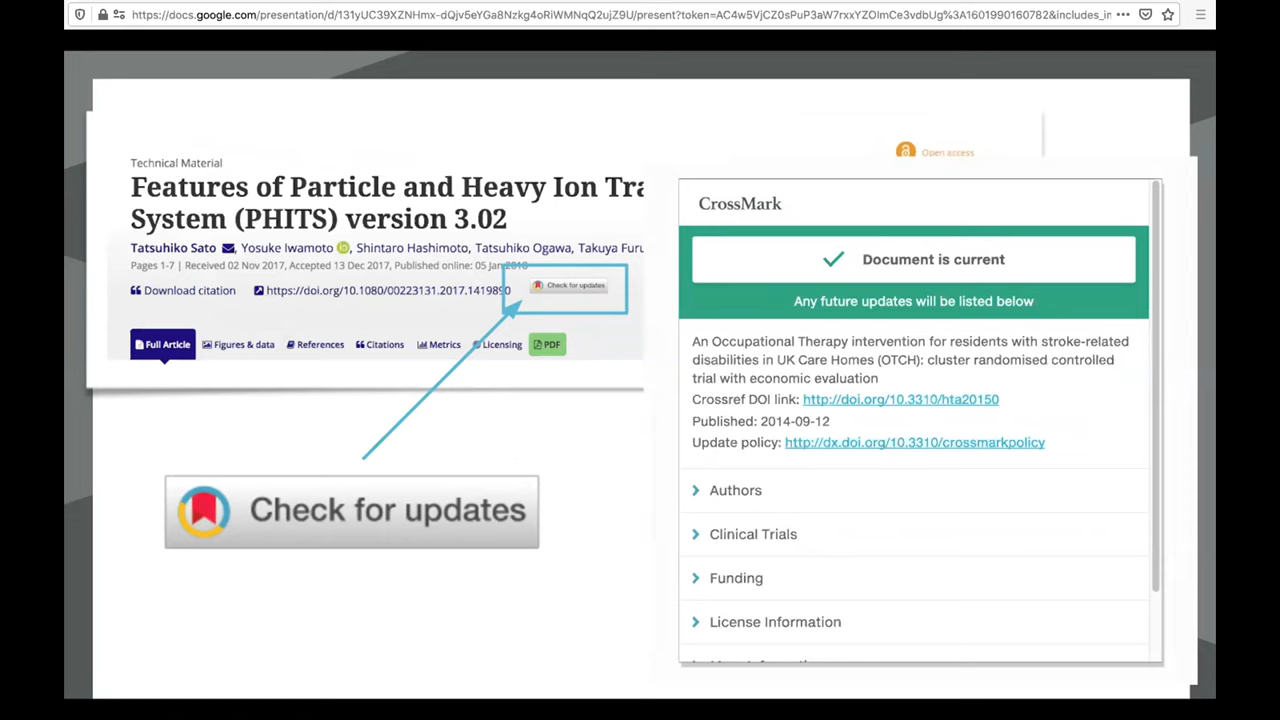 https://docs.google.com/presentation/d/131yUC39XZNHmx-dQjv5eYGa8Nzkg4oRiWMNqQ2ujZ9U/present?token=AC4w5VjCZ0sPuP3aW7rxxYZOlmCe3vdbUg%3A1601990160782&includes_in
Open access
Technical Material
Features of Particle and Heavy Ion Tra
System (PHITS) version 3.02
Tatsuhiko Sato, Yosuke Iwamoto, Shintaro Hashimoto, Tatsuhiko Ogawa, Takuya Furu
Pages 1-7 | Received 02 Nov 2017, Accepted 13 Dec 2017, Published online: 05 Jan 2018
Download citation https://doi.org/10.1080/00223131.2017.1419890 Check for updates
Full Article Figures & data References Citations Metrics Licensing PDF
Check for updates
CrossMark
Document is current
Any future updates will be listed below
An Occupational Therapy intervention for residents with stroke-related
disabilities in UK Care Homes (OTCH): cluster randomised controlled
trial with economic evaluation
Crossref DOI link: http://doi.org/10.3310/hta20150
Published: 2014-09-12
Update policy: http://dx.doi.org/10.3310/crossmarkpolicy
Authors
Clinical Trials
Funding
License Information